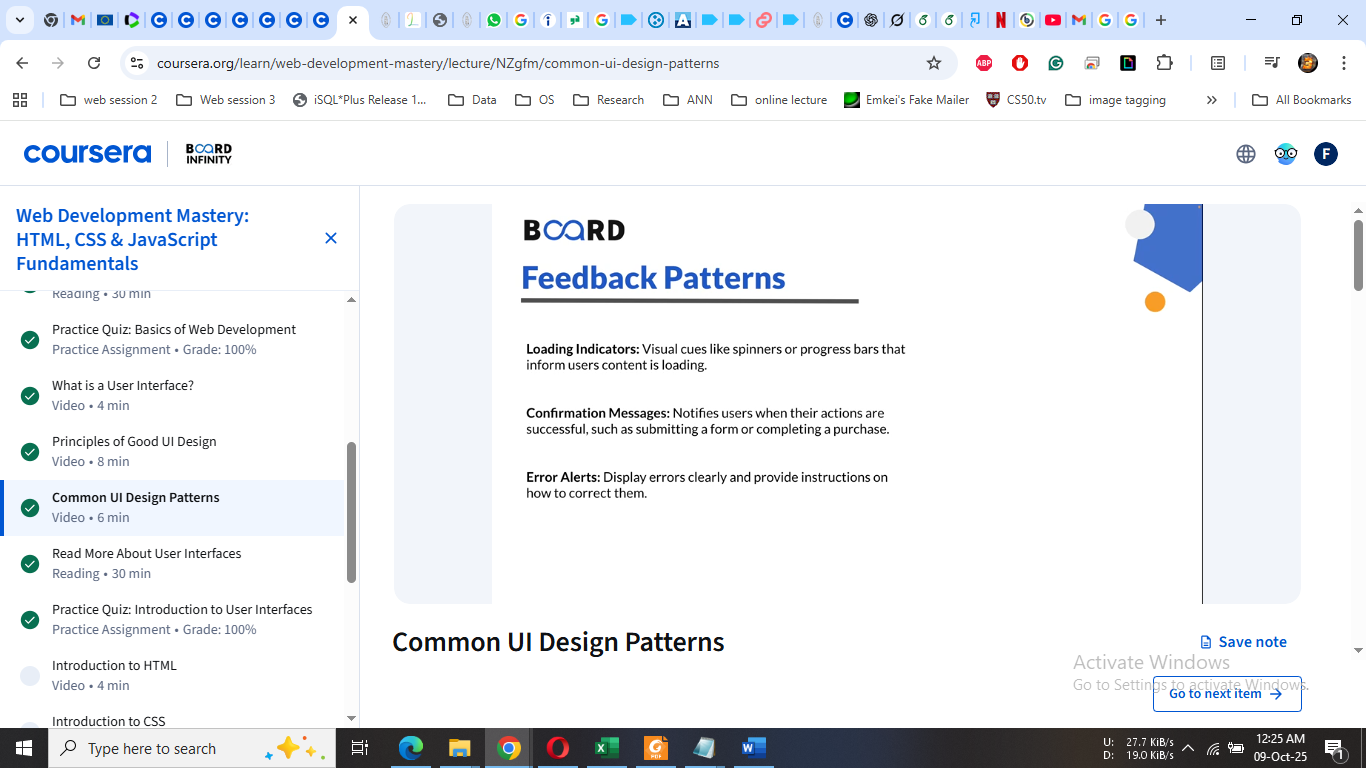 coursera.org/learn/web-development-mastery/lecture/NZgfm/common-ui-design-patterns
web session 2
Web session 3
iSQL*Plus Release 1...
Data
OS
Research
ANN
online lecture
Emkei's Fake Mailer
CS50.tv
image tagging
All Bookmarks
coursera
BOARD
INFINITY
F
Web Development Mastery:
HTML, CSS & JavaScript
Fundamentals
Reading • 30 min
Practice Quiz: Basics of Web Development
Practice Assignment • Grade: 100%
What is a User Interface?
Video • 4 min
Principles of Good UI Design
Video • 8 min
Common UI Design Patterns
Video • 6 min
Read More About User Interfaces
Reading • 30 min
Practice Quiz: Introduction to User Interfaces
Practice Assignment • Grade: 100%
Introduction to HTML
Video • 4 min
Introduction to CSS
BOARD
Feedback Patterns
Loading Indicators: Visual cues like spinners or progress bars that
inform users content is loading.
Confirmation Messages: Notifies users when their actions are
successful, such as submitting a form or completing a purchase.
Error Alerts: Display errors clearly and provide instructions on
how to correct them.
Common UI Design Patterns
Save note
Activate Windows
Go to Settings to activate Windows.
Go to next item
Type here to search
U: 27.7 KiB/s
D: 19.0 KiB/s
12:25 AM
09-Oct-25
1